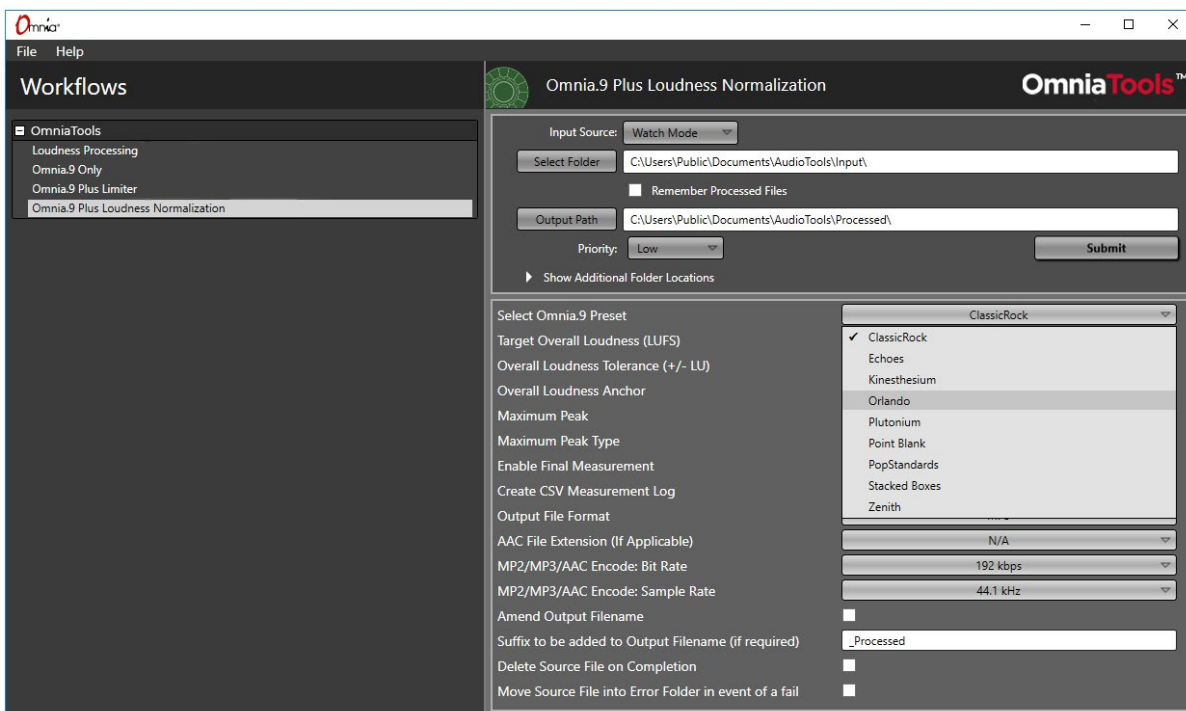 Omnia
File Help
Workflows
OmniaTools
Loudness Processing
Omnia.9 Only
Omnia.9 Plus Limiter
Omnia.9 Plus Loudness Normalization
Omnia.9 Plus Loudness Normalization
OmniaTools™
Input Source: Watch Mode
Select Folder C:\Users\Public\Documents\AudioTools\Input\
Remember Processed Files
Output Path C:\Users\Public\Documents\AudioTools\Processed\
Priority: Low Submit
Show Additional Folder Locations
Select Omnia.9 Preset ClassicRock
Target Overall Loudness (LUFS) ✓ ClassicRock
Echoes
Overall Loudness Tolerance (+/- LU)
Kinesthesium
Overall Loudness Anchor Orlando
Maximum Peak Plutonium
Maximum Peak Type Point Blank
Enable Final Measurement PopStandards
Create CSV Measurement Log Stacked Boxes
Zenith
Output File Format
AAC File Extension (If Applicable) N/A
MP2/MP3/AAC Encode: Bit Rate 192 kbps
MP2/MP3/AAC Encode: Sample Rate 44.1 kHz
Amend Output Filename
Suffix to be added to Output Filename (if required) _Processed
Delete Source File on Completion
Move Source File into Error Folder in event of a fail